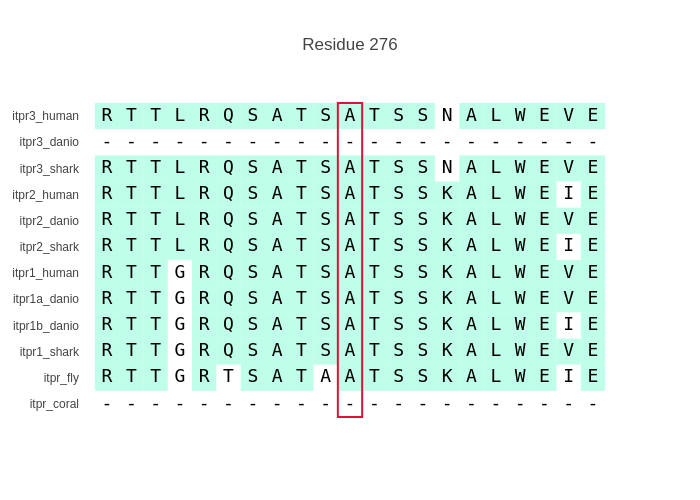 Residue 276
itpr3_human R T T L R Q S A T S A T S S N A L W E V E
itpr3_danio - - - - - - - - - - - - - - - - - - - - -
itpr3_shark R T T L R Q S A T S A T S S N A L W E V E
itpr2_human R T T L R Q S A T S A T S S K A L W E I E
itpr2_danio R T T L R Q S A T S A T S S K A L W E V E
itpr2_shark R T T L R Q S A T S A T S S K A L W E I E
itpr1_human R T T G R Q S A T S A T S S K A L W E V E
itpr1a_danio R T T G R Q S A T S A T S S K A L W E V E
itpr1b_danio R T T G R Q S A T S A T S S K A L W E I E
itpr1_shark R T T G R Q S A T S A T S S K A L W E V E
itpr_fly R T T G R T S A T A A T S S K A L W E I E
itpr_coral - - - - - - - - - - - - - - - - - - - - -